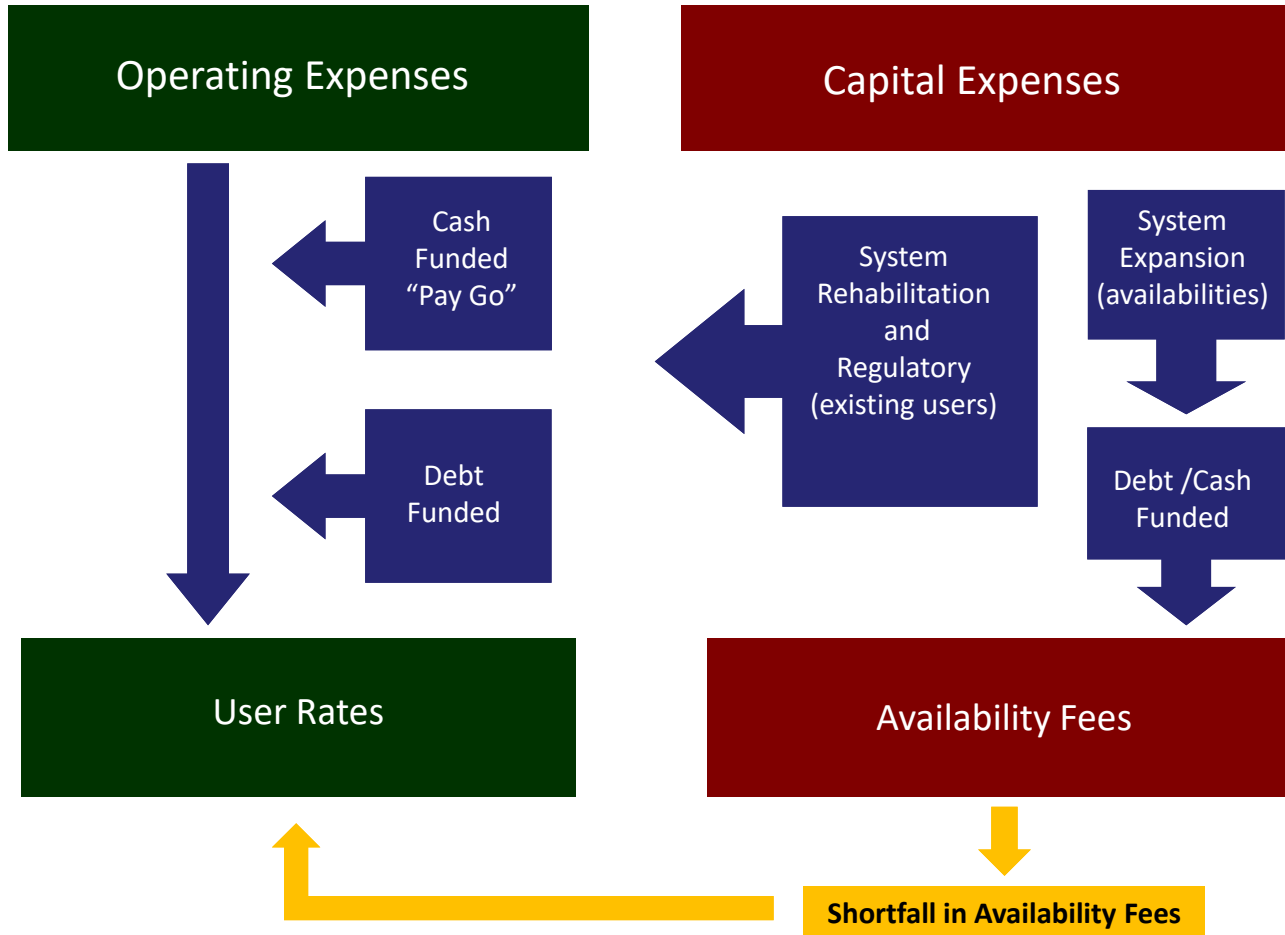 Operating Expenses
Capital Expenses
Cash
Funded
“Pay Go”
System
Rehabilitation
and
Regulatory
(existing users)
System
Expansion
(availabilities)
Debt
Funded
Debt /Cash
Funded
User Rates
Availability Fees
Shortfall in Availability Fees